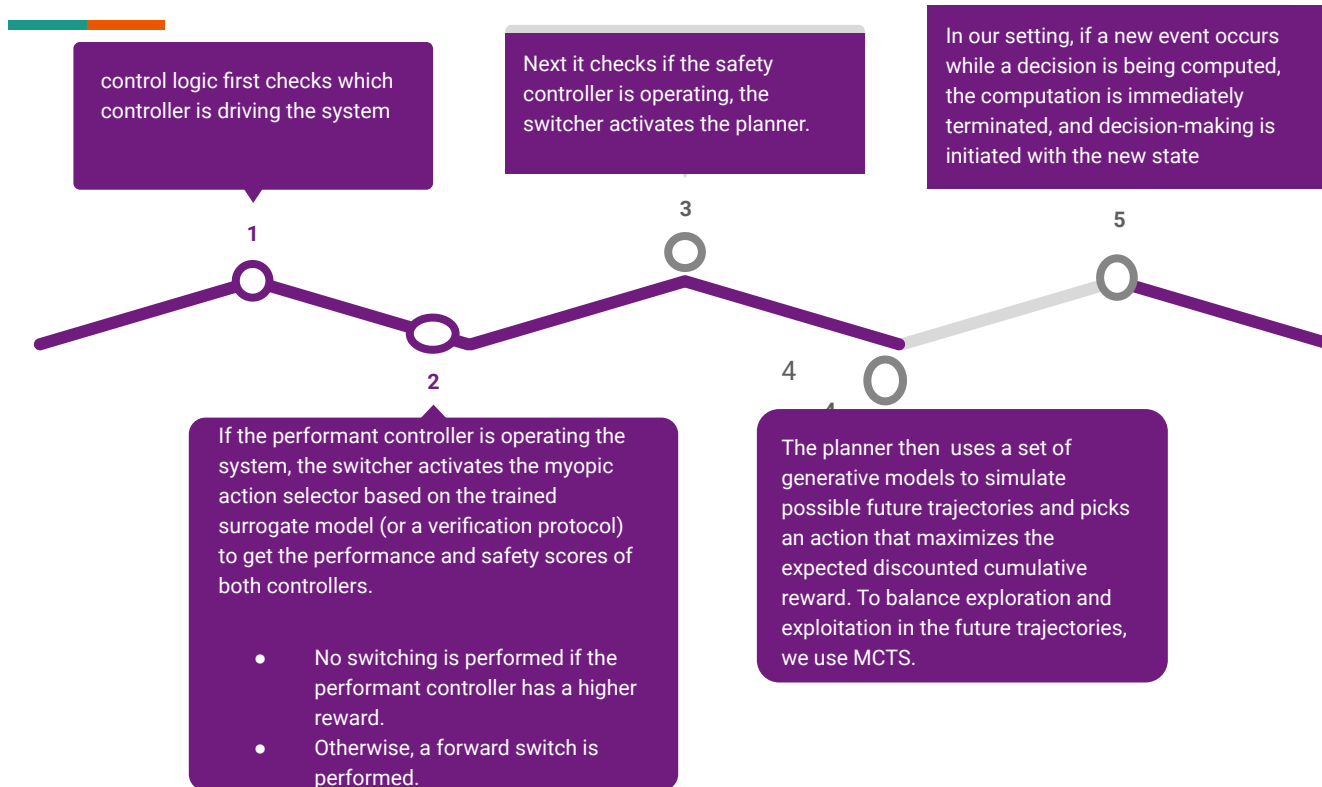 control logic first checks which
controller is driving the system
1
2
If the performant controller is operating the
system, the switcher activates the myopic
action selector based on the trained
surrogate model (or a verification protocol)
to get the performance and safety scores of
both controllers.
● No switching is performed if the
performant controller has a higher
reward.
● Otherwise, a forward switch is
performed.
Next it checks if the safety
controller is operating, the
switcher activates the planner.
3
4
4
The planner then uses a set of
generative models to simulate
possible future trajectories and picks
an action that maximizes the
expected discounted cumulative
reward. To balance exploration and
exploitation in the future trajectories,
we use MCTS.
In our setting, if a new event occurs
while a decision is being computed,
the computation is immediately
terminated, and decision-making is
initiated with the new state
5